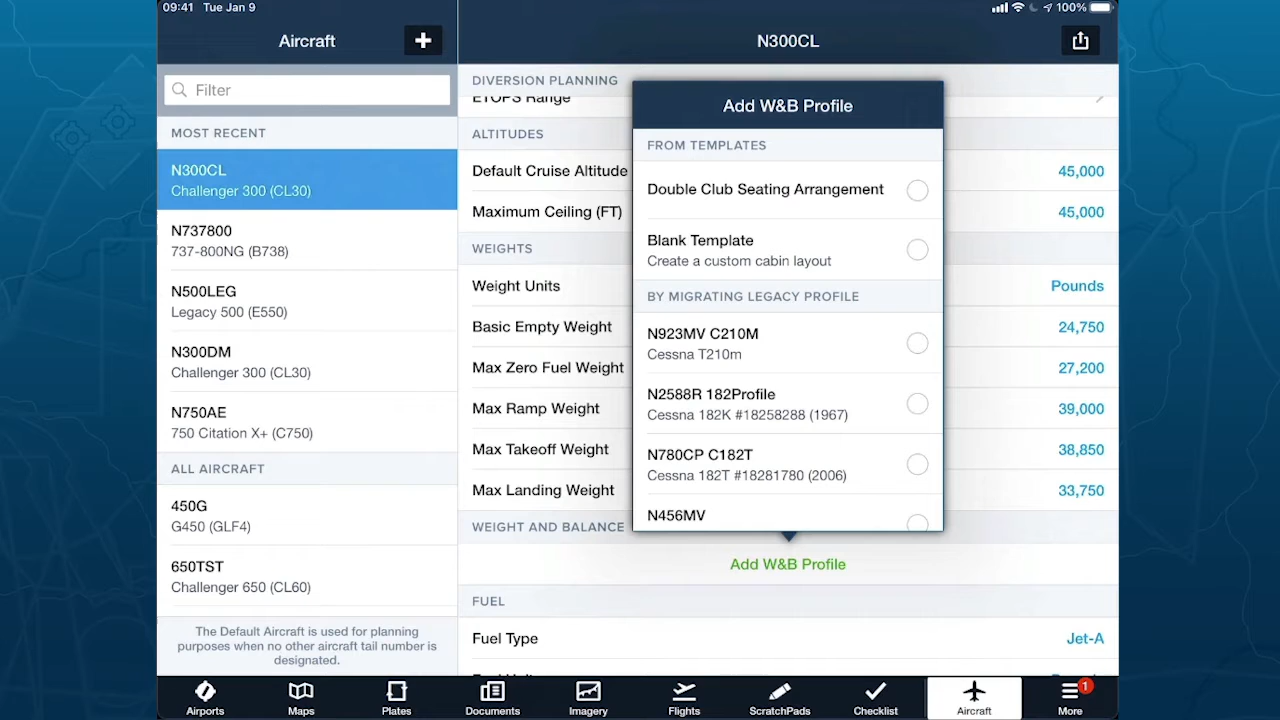 09:41 Tue Jan 9
100%
Aircraft
+
N300CL
Filter
MOST RECENT
N300CL
Challenger 300 (CL30)
N737800
737-800NG (B738)
N500LEG
Legacy 500 (E550)
N300DM
Challenger 300 (CL30)
N750AE
750 Citation X+ (C750)
ALL AIRCRAFT
450G
G450 (GLF4)
650TST
Challenger 650 (CL60)
The Default Aircraft is used for planning
purposes when no other aircraft tail number is
designated.
DIVERSION PLANNING
ETOPS Range
ALTITUDES
Default Cruise Altitude 45,000
Maximum Ceiling (FT) 45,000
WEIGHTS
Weight Units Pounds
Basic Empty Weight 24,750
Max Zero Fuel Weight 27,200
Max Ramp Weight 39,000
Max Takeoff Weight 38,850
Max Landing Weight 33,750
WEIGHT AND BALANCE
Add W&B Profile
FROM TEMPLATES
Double Club Seating Arrangement
Blank Template
Create a custom cabin layout
BY MIGRATING LEGACY PROFILE
N923MV C210M
Cessna T210m
N2588R 182Profile
Cessna 182K #18258288 (1967)
N780CP C182T
Cessna 182T #18281780 (2006)
N456MV
Add W&B Profile
FUEL
Fuel Type Jet-A
Airports
Maps
Plates
Documents
Imagery
Flights
ScratchPads
Checklist
Aircraft
More
1